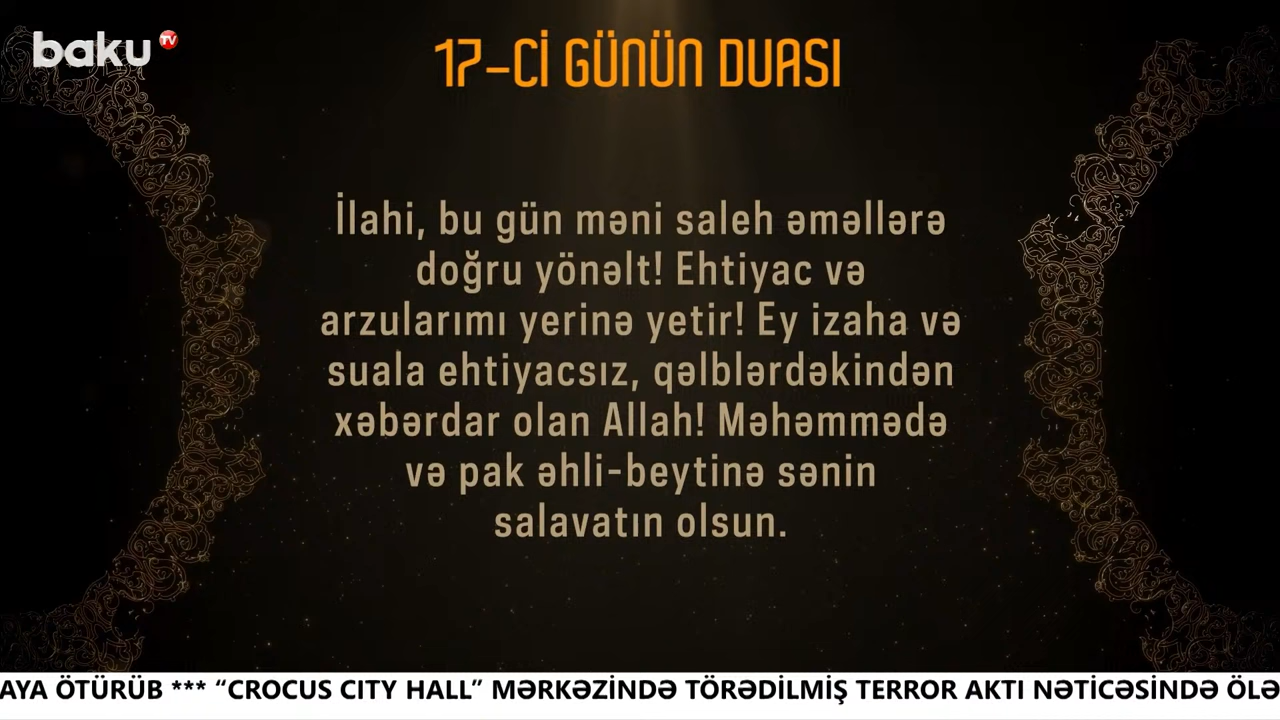 baku TV
17-Cİ GÜNÜN DUASI
İlahi, bu gün məni saleh əməllərə
doğru yönəlt! Ehtiyac və
arzularımı yerinə yetir! Ey izaha və
suala ehtiyacsız, qəlblərdəkindən
xəbərdar olan Allah! Məhəmmədə
və pak əhli-beytinə sənin
salavatın olsun.
AYA ÖTÜRÜB *** “CROCUS CITY HALL” MƏRKƏZİNDƏ TÖRƏDİLMİŞ TERROR AKTI NƏTİCƏSİNDƏ ÖLƏ